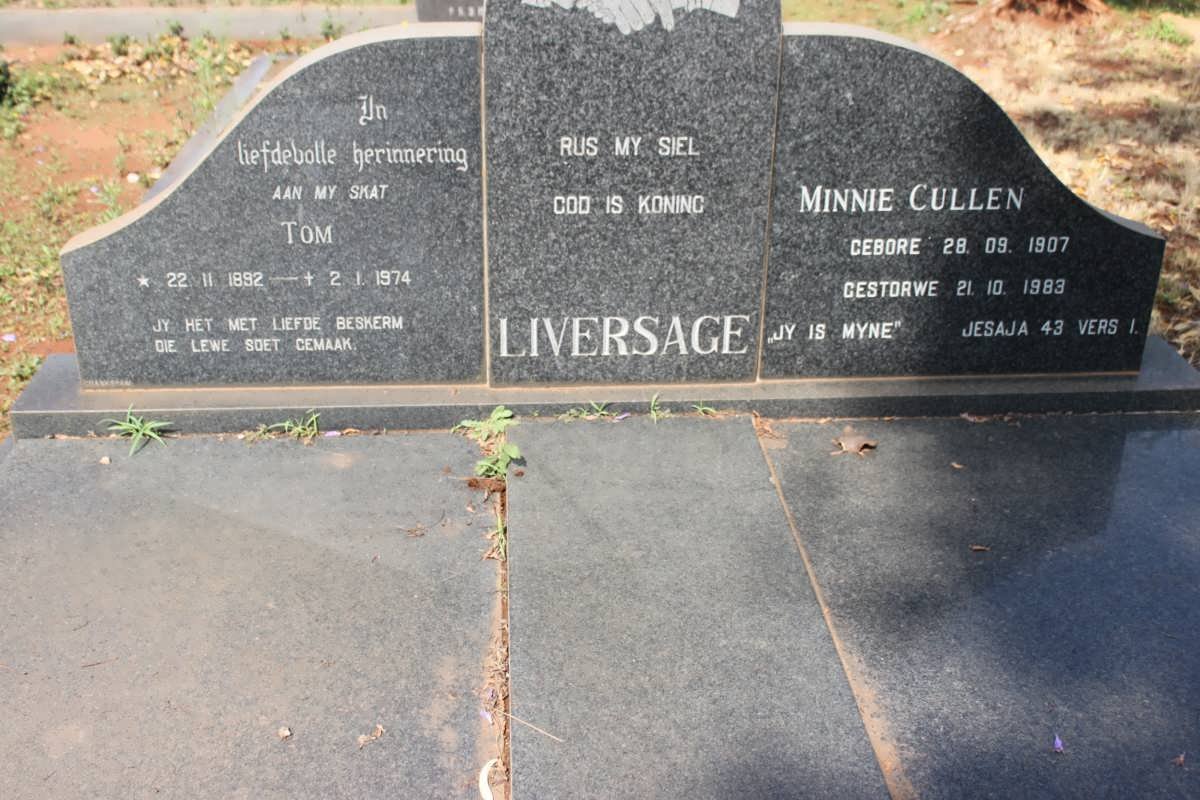 In
liefdevolle herinnering
AAN MY SKAT
TOM
★ 22. 11. 1892 — † 2. 1. 1974
JY HET MET LIEFDE BESKERM
DIE LEWE SOET GEMAAK.
RUS MY SIEL
GOD IS KONING
LIVERSAGE
MINNIE CULLEN
GEBORE 28. 09. 1907
GESTORWE 21. 10. 1983
„JY IS MYNE" JESAJA 43 VERS 1.